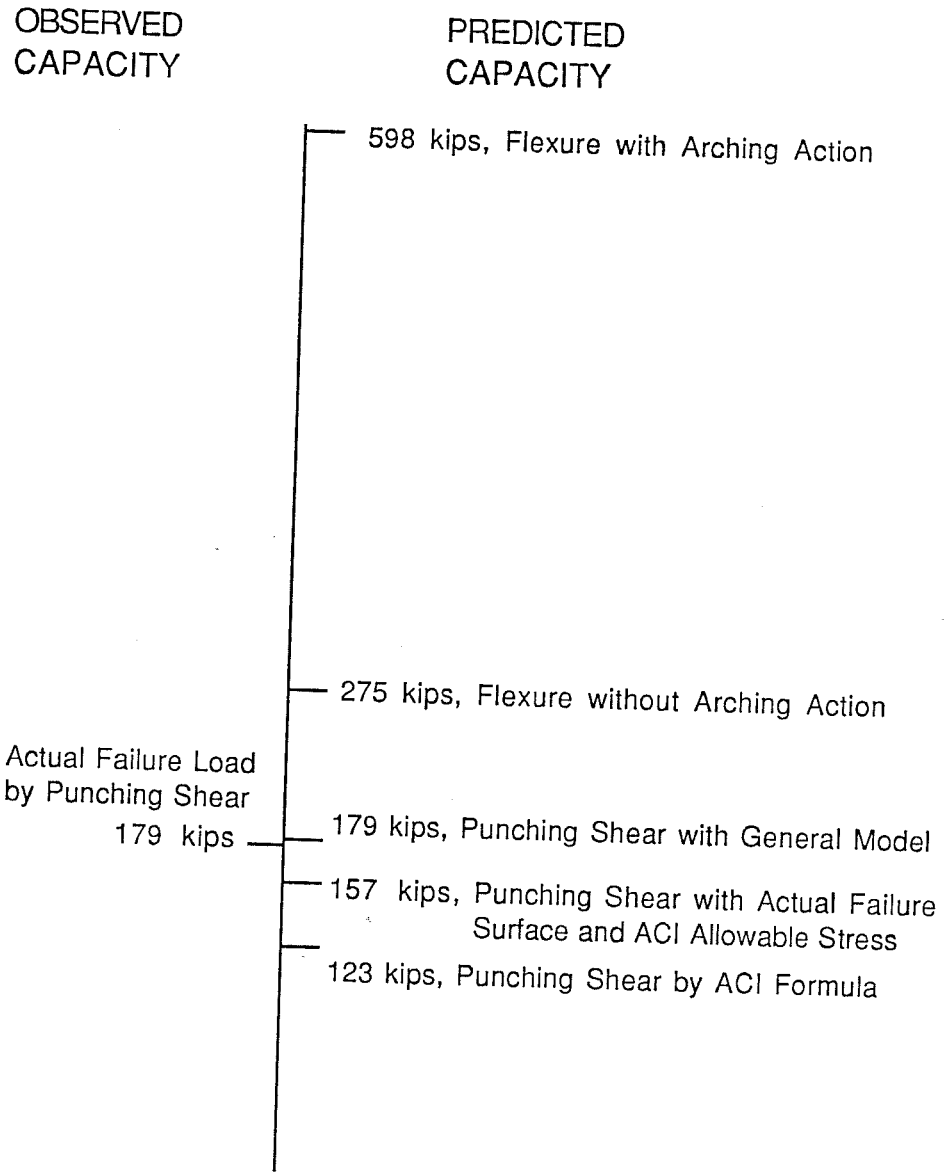 OBSERVED
CAPACITY
PREDICTED
CAPACITY
598 kips, Flexure with Arching Action
275 kips, Flexure without Arching Action
Actual Failure Load
by Punching Shear
179 kips
179 kips, Punching Shear with General Model
157 kips, Punching Shear with Actual Failure
Surface and ACI Allowable Stress
123 kips, Punching Shear by ACI Formula